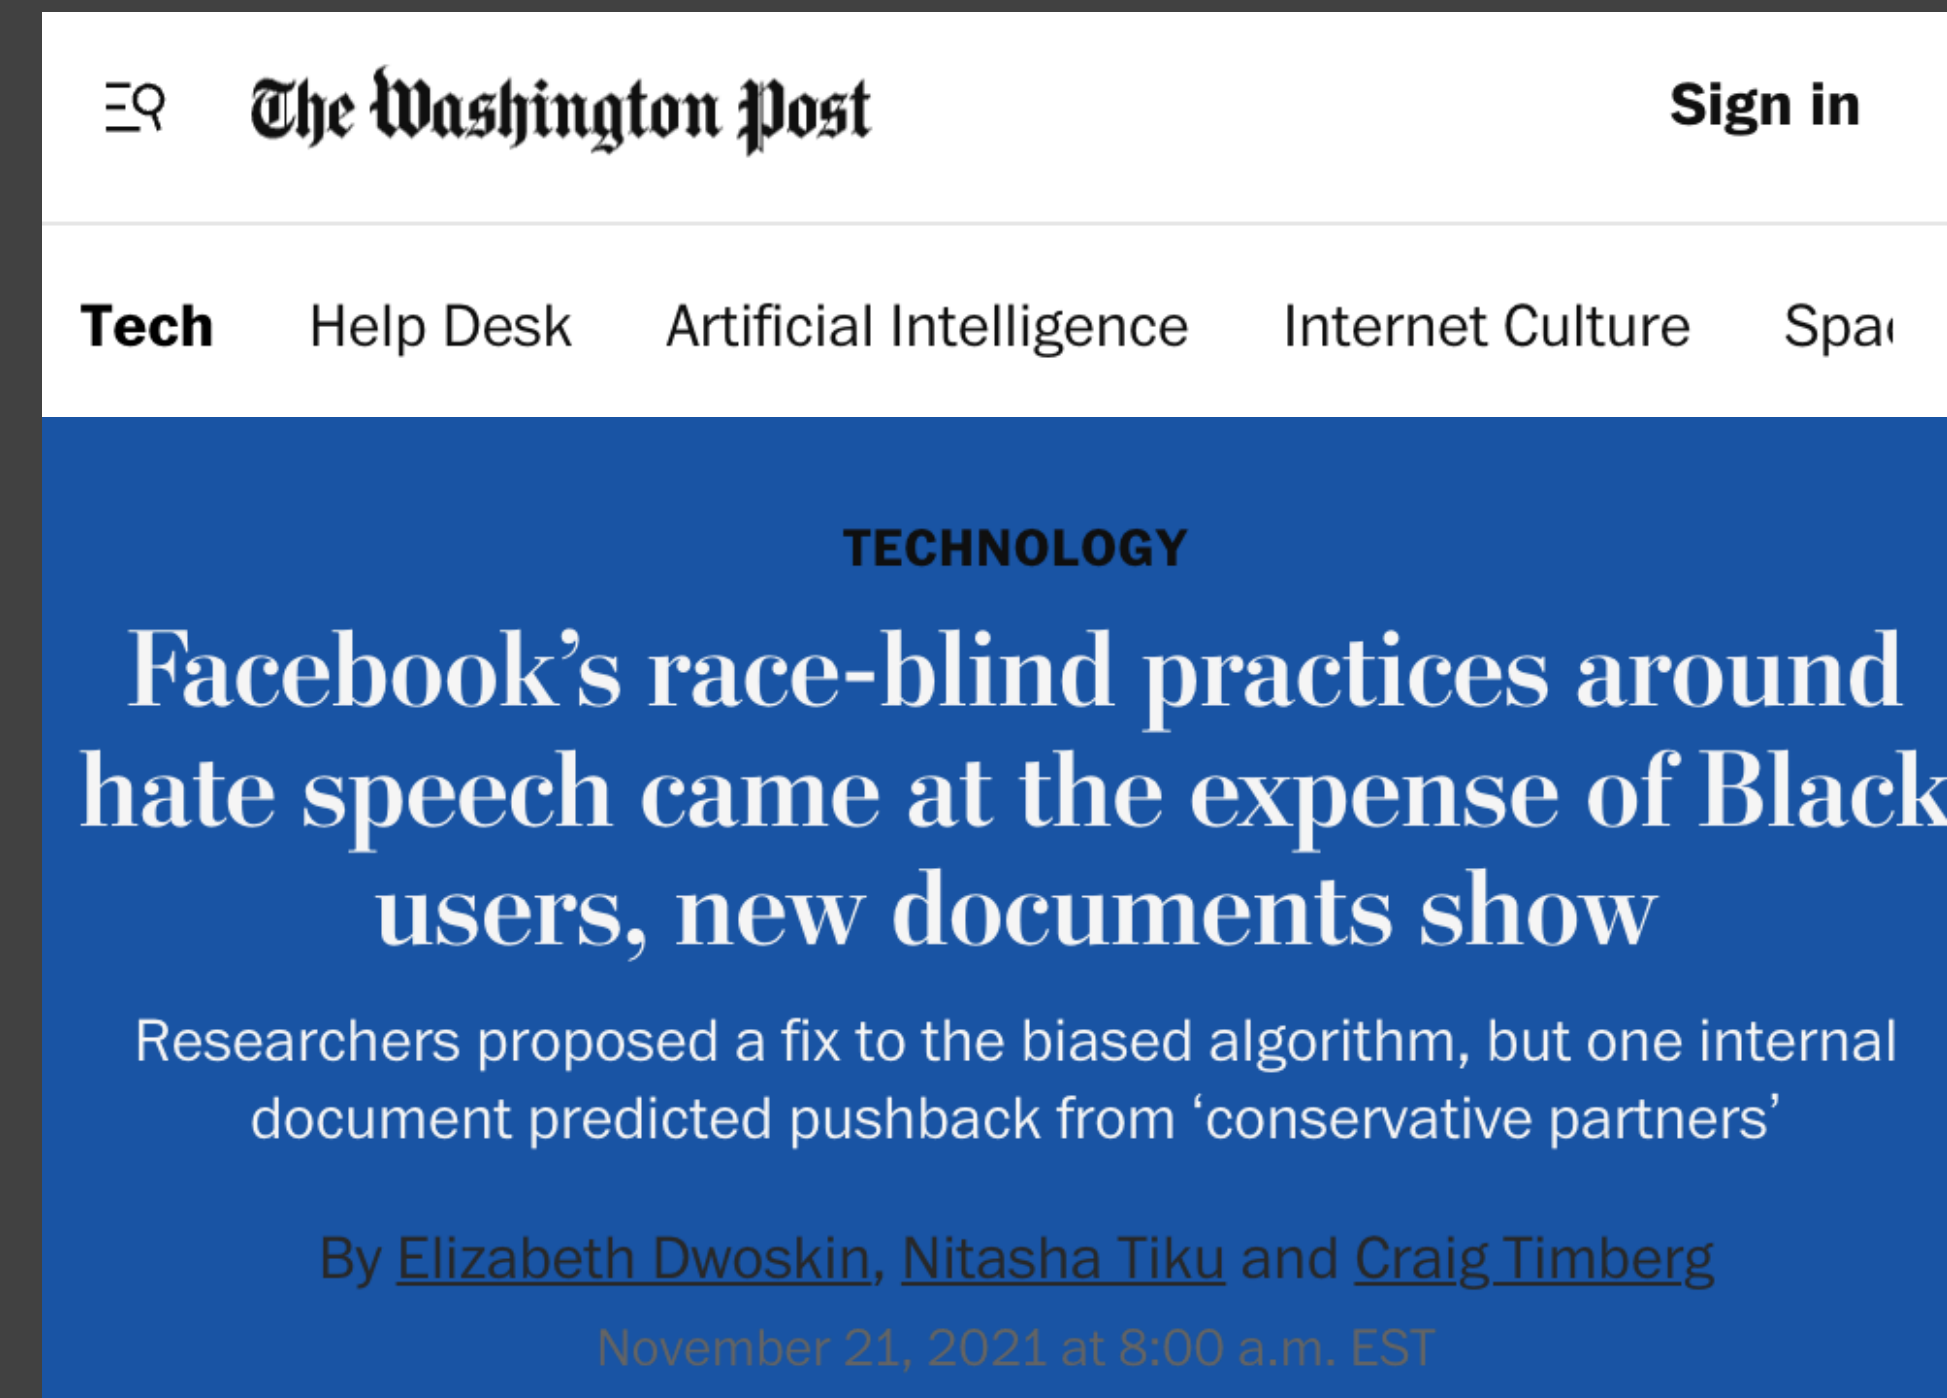 The Washington Post
Sign in
Tech Help Desk Artificial Intelligence Internet Culture
TECHNOLOGY
Facebook’s race-blind practices around
hate speech came at the expense of Black
users, new documents show
Researchers proposed a fix to the biased algorithm, but one internal
document predicted pushback from ‘conservative partners’
By Elizabeth Dwoskin, Nitasha Tiku and Craig Timberg
November 21, 2021 at 8:00 a.m. EST